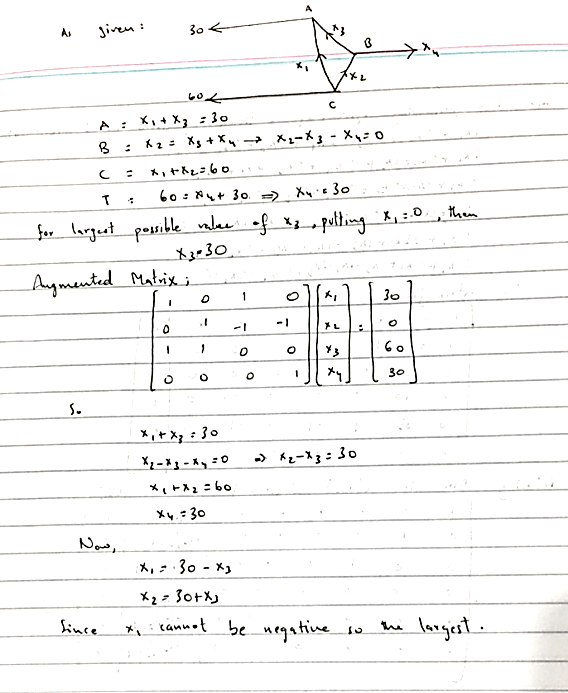 As given :
30
A
x₃
B
x₄
x₁
x₂
60
C
A : x₁ + x₃ = 30
B : x₂ = x₃ + x₄ → x₂ - x₃ - x₄ = 0
C = x₁ + x₂ = 60
T : 60 = x₄ + 30 ⇒ x₄ = 30
for largest possible value of x₃, putting x₁ = 0, then
x₃ = 30
Augmented Matrix;
[1 0 1 0] [x₁] [30]
[0 1 -1 -1] [x₂] = [0]
[1 1 0 0] [x₃] [60]
[0 0 0 1] [x₄] [30]
So
x₁ + x₃ = 30
x₂ - x₃ - x₄ = 0 ⇒ x₂ - x₃ = 30
x₁ + x₂ = 60
x₄ = 30
Now,
x₁ = 30 - x₃
x₂ = 30 + x₃
Since x₁ cannot be negative so the largest.